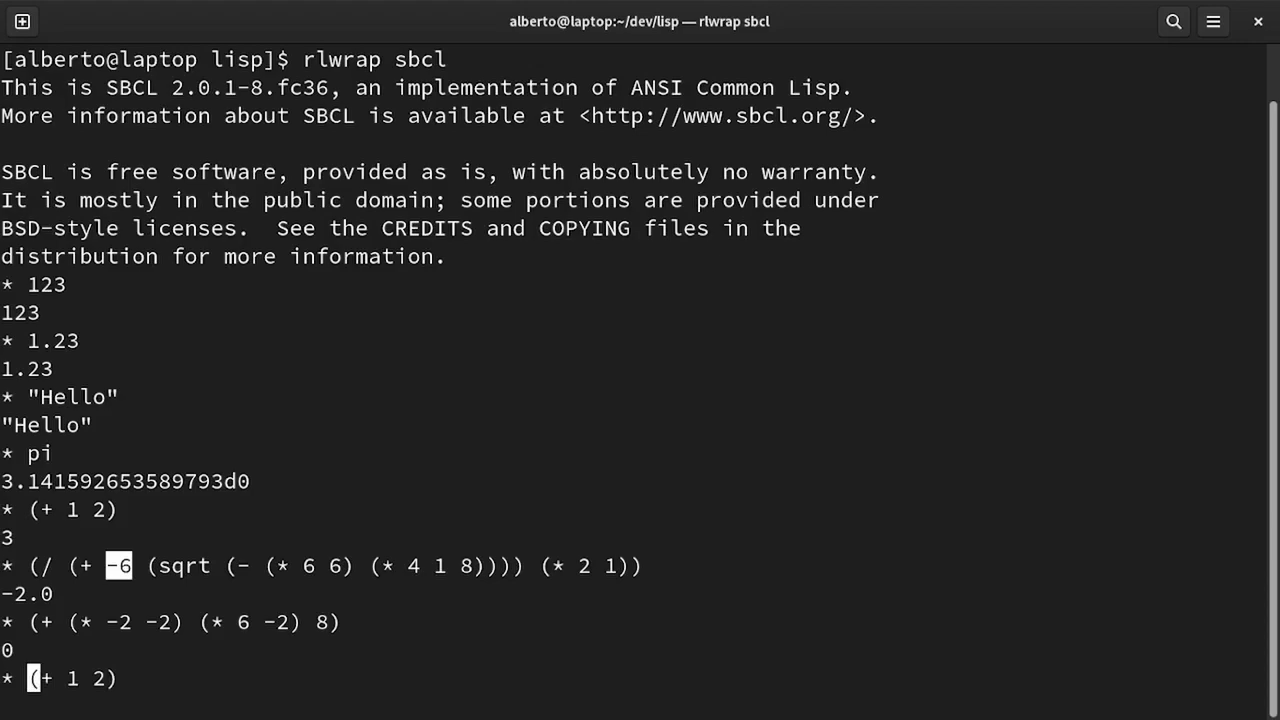 alberto@laptop:~/dev/lisp — rlwrap sbcl
[alberto@laptop lisp]$ rlwrap sbcl
This is SBCL 2.0.1-8.fc36, an implementation of ANSI Common Lisp.
More information about SBCL is available at <http://www.sbcl.org/>.
SBCL is free software, provided as is, with absolutely no warranty.
It is mostly in the public domain; some portions are provided under
BSD-style licenses.  See the CREDITS and COPYING files in the
distribution for more information.
* 123
123
* 1.23
1.23
* "Hello"
"Hello"
* pi
3.141592653589793d0
* (+ 1 2)
3
* (/ (+ -6 (sqrt (- (* 6 6) (* 4 1 8)))) (* 2 1))
-2.0
* (+ (* -2 -2) (* 6 -2) 8)
0
* (+ 1 2)